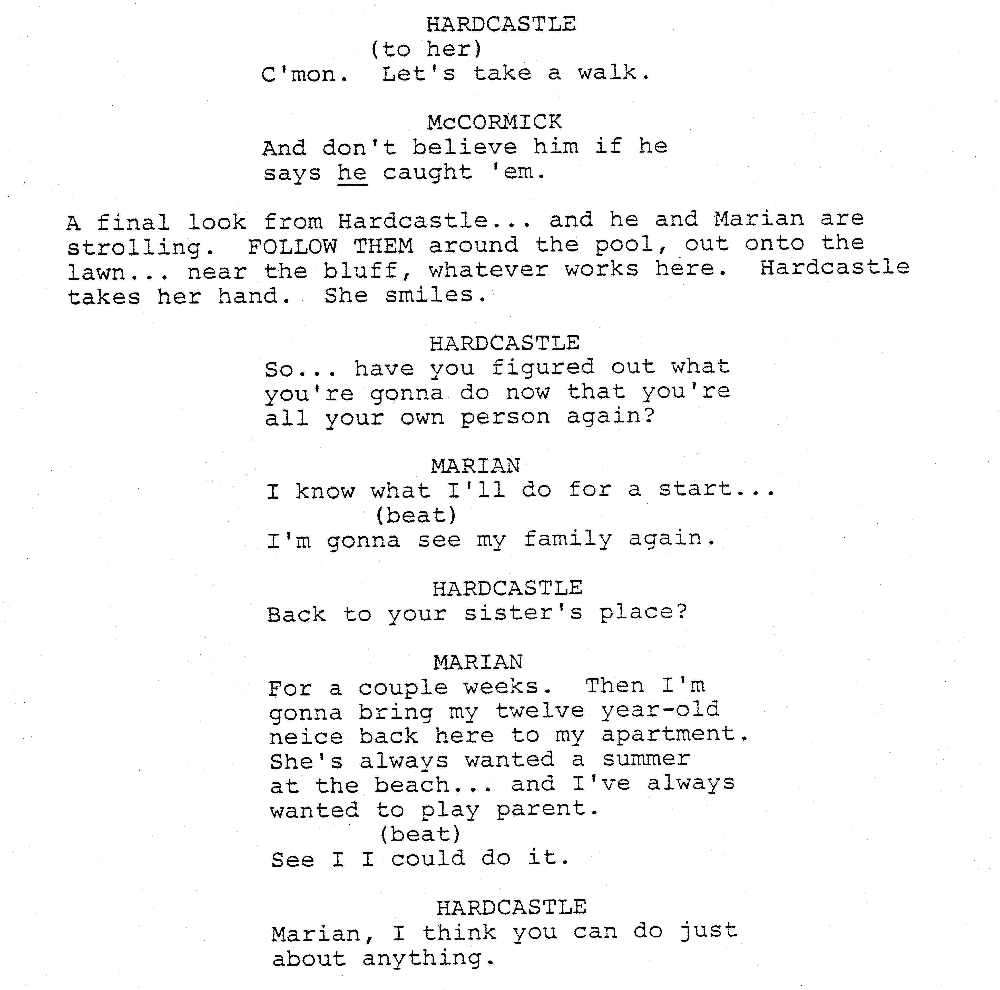 HARDCASTLE
(to her)
C'mon.  Let's take a walk.
McCORMICK
And don't believe him if he
says he caught 'em.
A final look from Hardcastle... and he and Marian are
strolling.  FOLLOW THEM around the pool, out onto the
lawn... near the bluff, whatever works here.  Hardcastle
takes her hand.  She smiles.
HARDCASTLE
So... have you figured out what
you're gonna do now that you're
all your own person again?
MARIAN
I know what I'll do for a start...
(beat)
I'm gonna see my family again.
HARDCASTLE
Back to your sister's place?
MARIAN
For a couple weeks.  Then I'm
gonna bring my twelve year-old
neice back here to my apartment.
She's always wanted a summer
at the beach... and I've always
wanted to play parent.
(beat)
See I I could do it.
HARDCASTLE
Marian, I think you can do just
about anything.